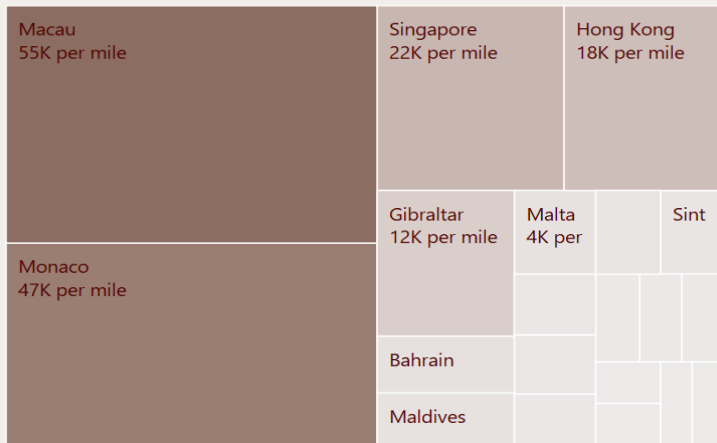 Macau
55K per mile
Singapore
22K per mile
Hong Kong
18K per mile
Monaco
47K per mile
Gibraltar
12K per mile
Malta
4K per
Sint
Bahrain
Maldives